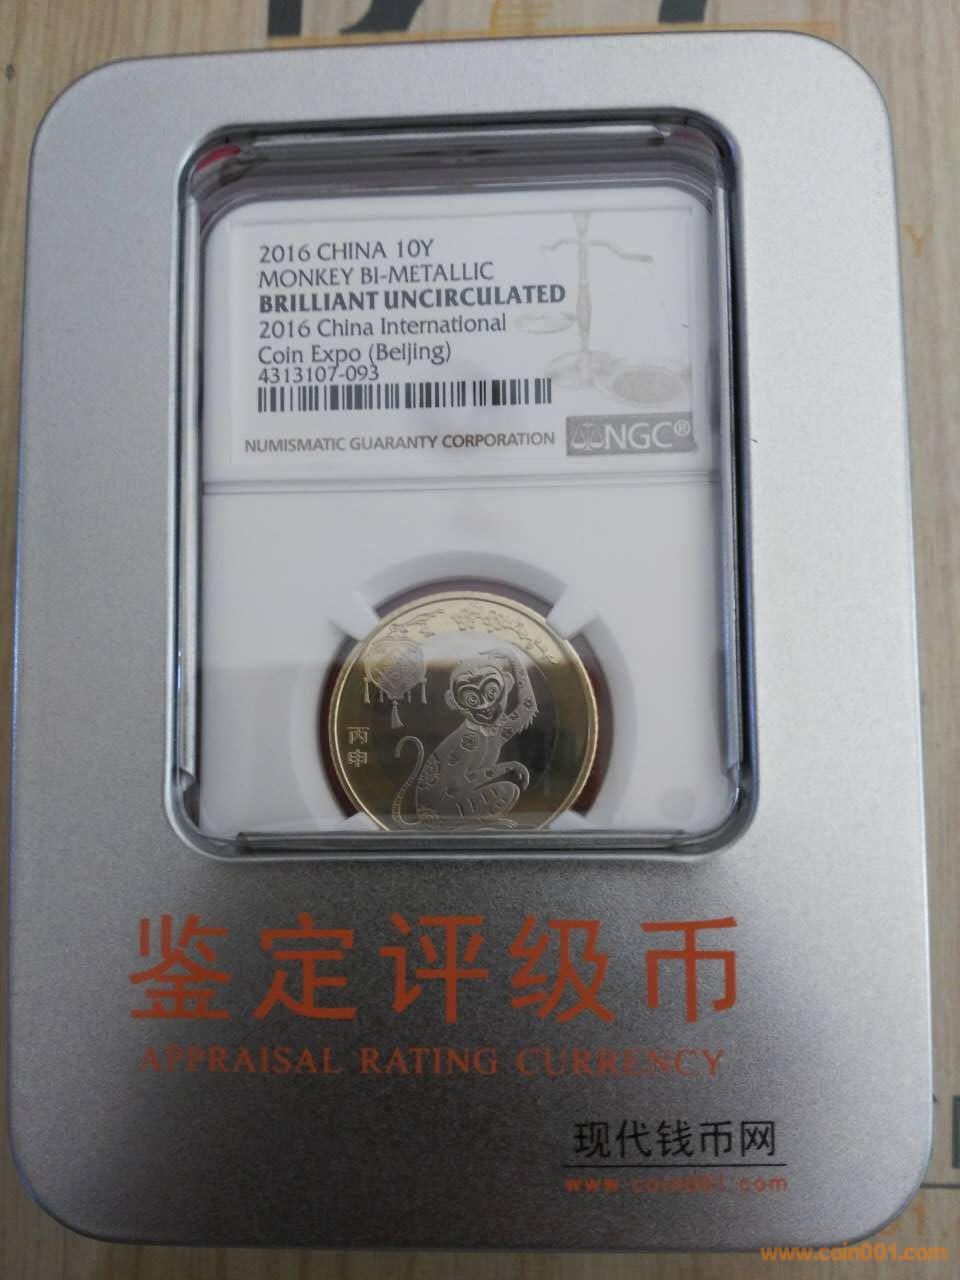 2016 CHINA 10Y
MONKEY BI-METALLIC
BRILLIANT UNCIRCULATED
2016 China International
Coin Expo (Beijing)
4313107-093
NUMISMATIC GUARANTY CORPORATION
NGC®
丙申
鉴定评级币
APPRAISAL RATING CURRENCY
现代钱币网
www.coin001.com
www.coin001.com